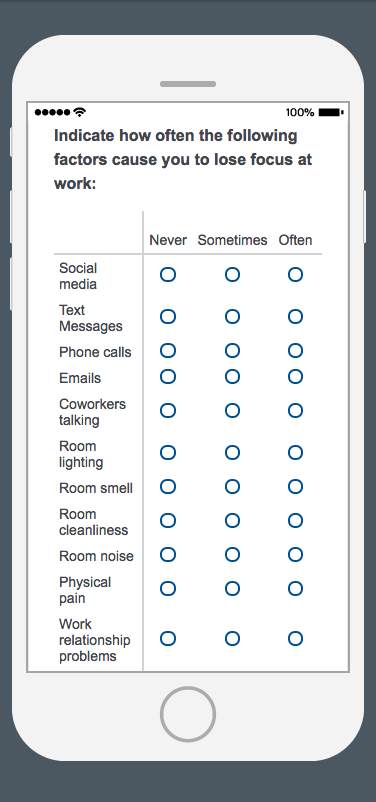 100%
Indicate how often the following
factors cause you to lose focus at
work:
Never Sometimes Often
Social
media
Text
Messages
Phone calls
Emails
Coworkers
talking
Room
lighting
Room smell
Room
cleanliness
Room noise
Physical
pain
Work
relationship
problems